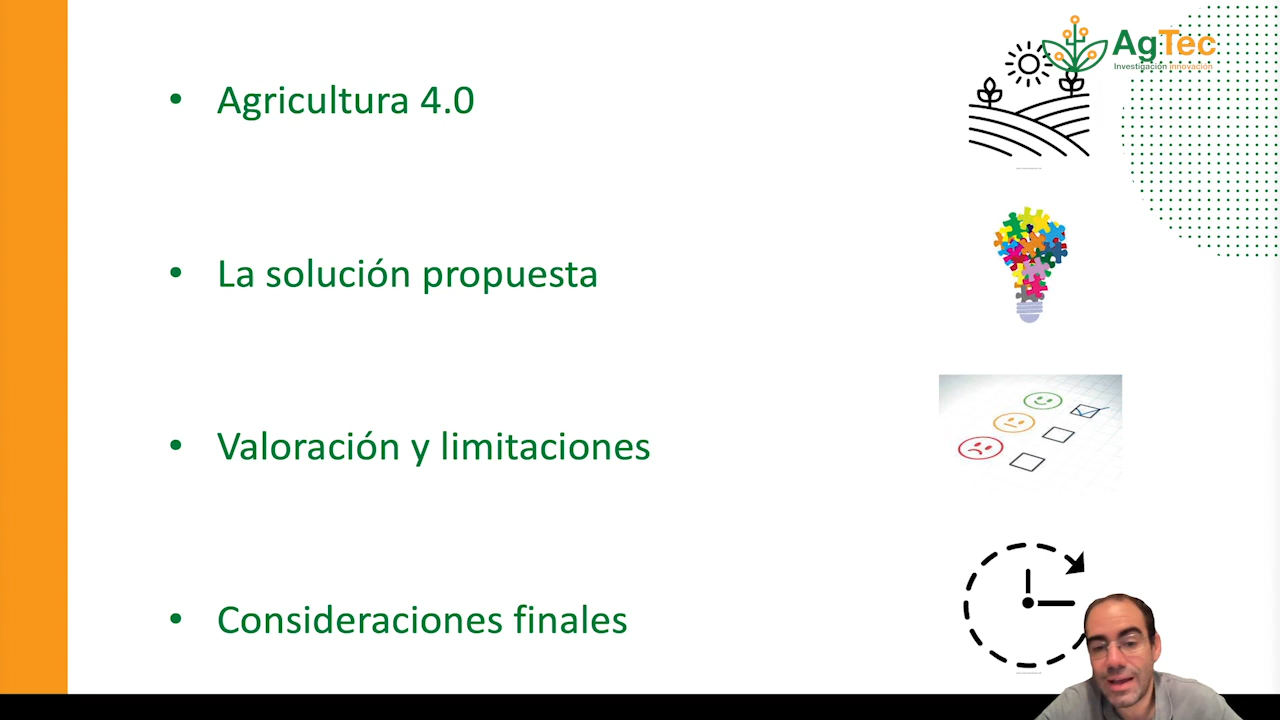 AgTec
Investigación innovación
• Agricultura 4.0
• La solución propuesta
• Valoración y limitaciones
• Consideraciones finales